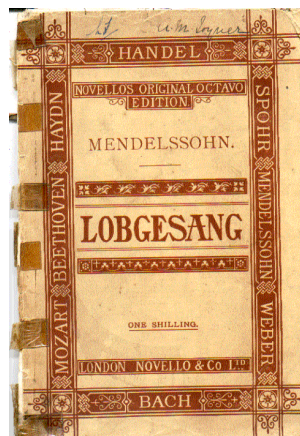 HANDEL
NOVELLO'S ORIGINAL OCTAVO
EDITION
MENDELSSOHN.
LOBGESANG
ONE SHILLING.
LONDON NOVELLO & Co LTD
BACH
MOZART BEETHOVEN HAYDN
SPOHR MENDELSSOHN WEBER